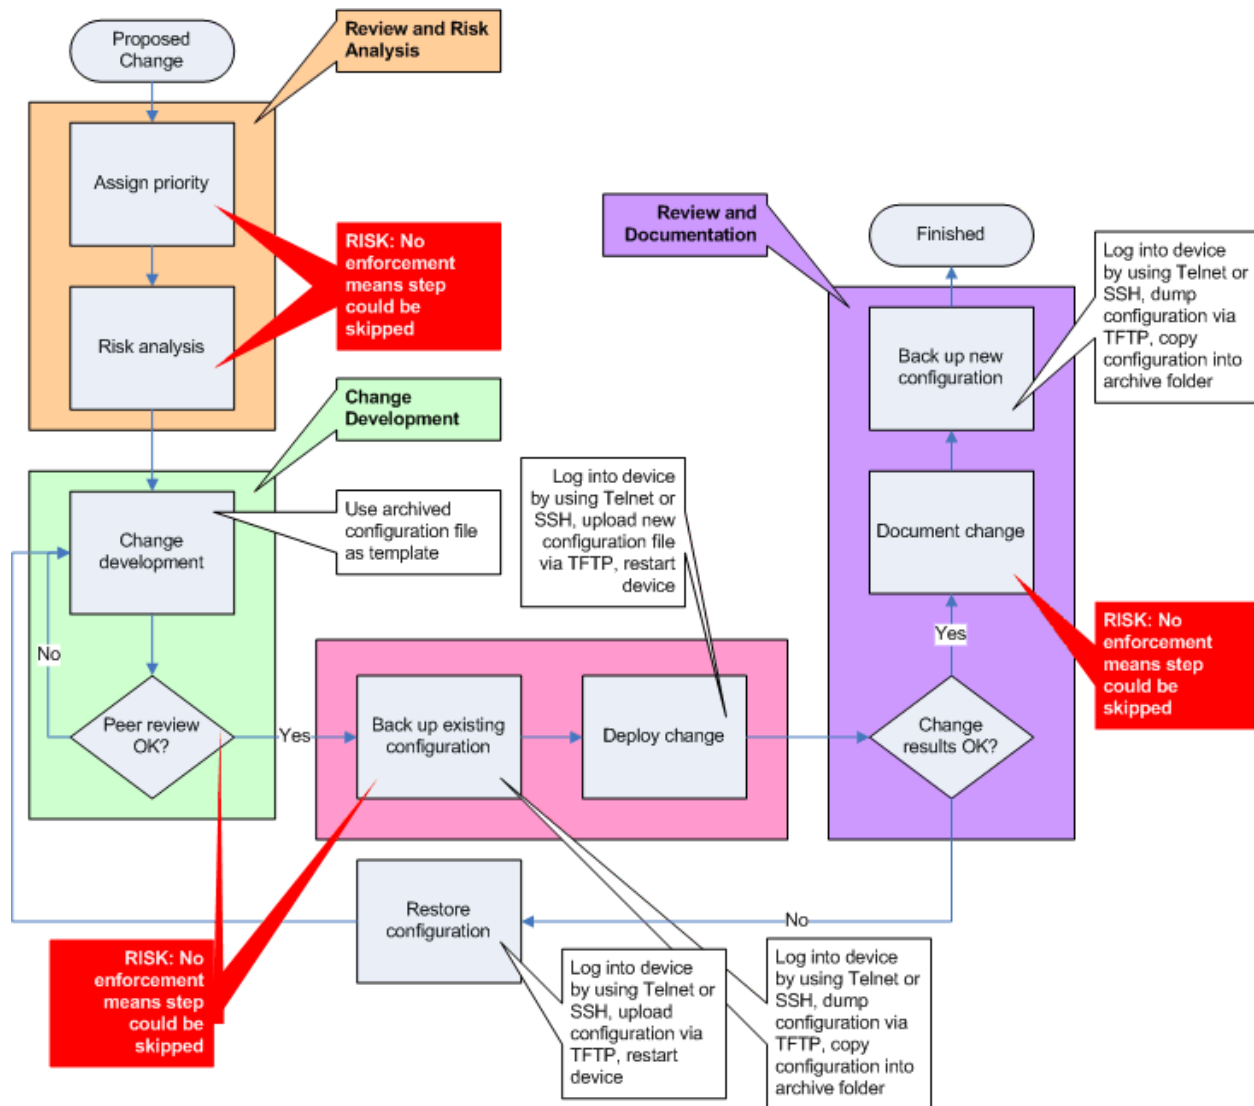 Proposed
Change
Review and Risk
Analysis
Assign priority
RISK: No
enforcement
means step
could be
skipped
Risk analysis
Change
Development
Change
development
Use archived
configuration file
as template
No
Peer review
OK?
Yes
Back up existing
configuration
Deploy change
Log into device
by using Telnet or
SSH, upload new
configuration file
via TFTP, restart
device
Review and
Documentation
Finished
Log into device
by using Telnet or
SSH, dump
configuration via
TFTP, copy
configuration into
archive folder
Back up new
configuration
Document change
RISK: No
enforcement
means step
could be
skipped
Yes
Change
results OK?
No
Restore
configuration
RISK: No
enforcement
means step
could be
skipped
Log into device
by using Telnet or
SSH, upload
configuration via
TFTP, restart
device
Log into device
by using Telnet or
SSH, dump
configuration via
TFTP, copy
configuration into
archive folder